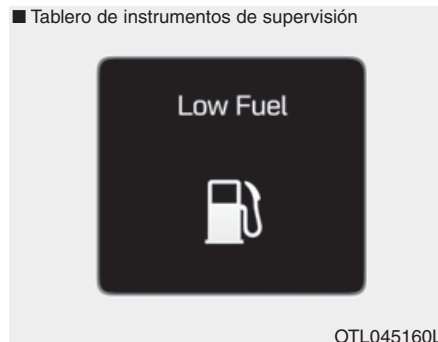 ■ Tablero de instrumentos de supervisión
Low Fuel
OTL045160L